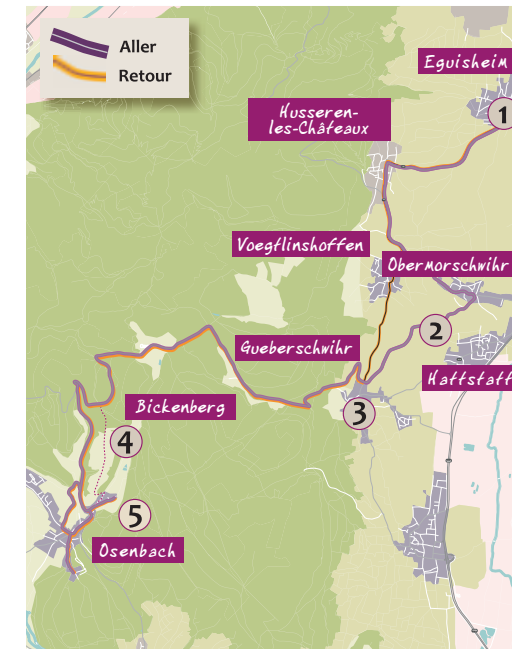 Aller
Retour
Eguisheim
1
Husseren-
les-Châteaux
Voegtlinshoffen
Obermorschwihr
2
Gueberschwihr
Hattstatt
3
Bickenberg
4
5
Osenbach